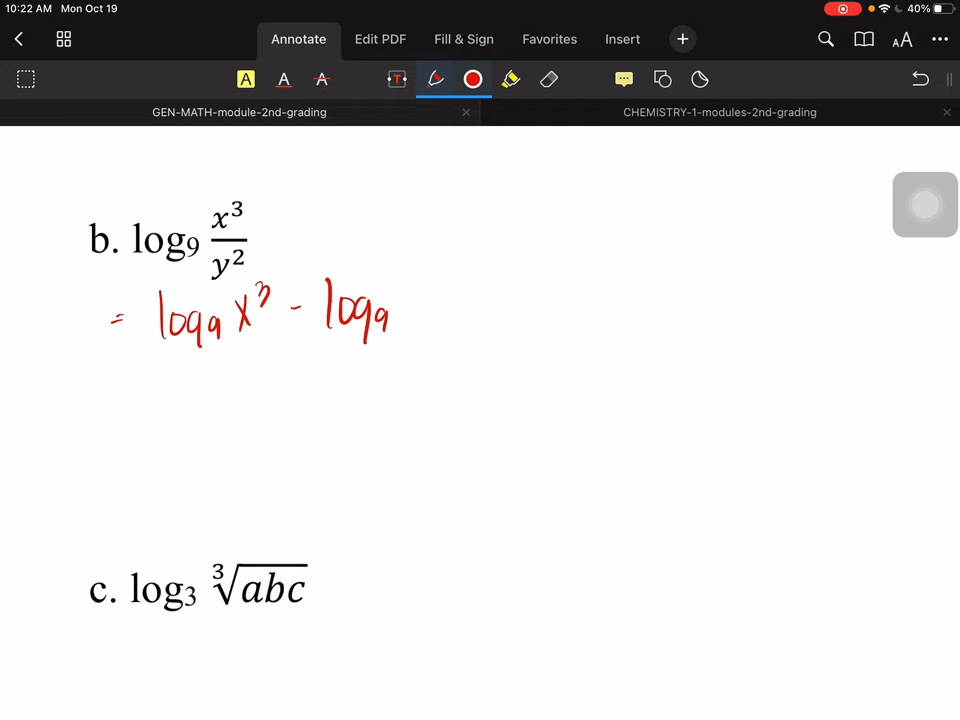 10:22 AM Mon Oct 19 40%
Annotate Edit PDF Fill & Sign Favorites Insert +
A A A T
GEN-MATH-module-2nd-grading × CHEMISTRY-1-modules-2nd-grading ×
b. log₉ x³/y²
= log₉ x³ - log₉
c. log₃ ³√abc